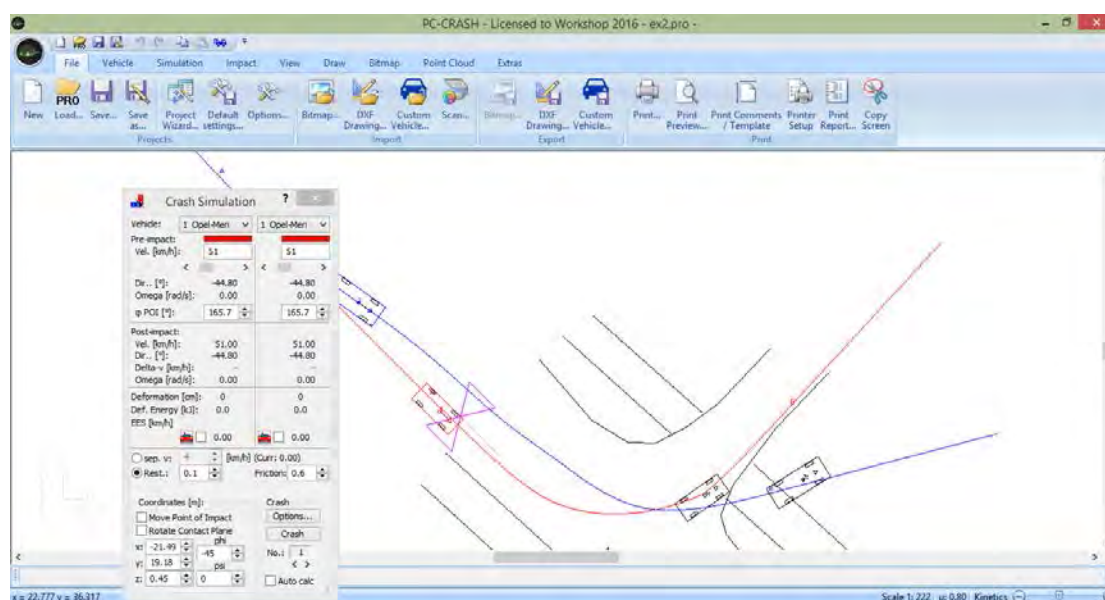 PC-CRASH - Licensed to Workshop 2016 - ex2.pro -
File Vehicle Simulation Impact View Draw Bitmap Point Cloud Extras
PRO
New Load... Save... Save as... Project Wizard... Default settings... Options... Bitmap... DXF Drawing... Custom Vehicle... Scan... Bitmap... DXF Drawing... Custom Vehicle... Print... Print Preview... Print Comments / Template Printer Setup Print Report... Copy Screen
Projects Import Export Print
Crash Simulation ?
Vehicle: 1 Opel-Meri 1 Opel-Meri
Pre-impact:
Vel. [km/h]: 51 51
< > < >
Dir.. [°]: -44.80 -44.80
Omega [rad/s]: 0.00 0.00
φ POI [°]: 165.7 165.7
Post-impact:
Vel. [km/h]: 51.00 51.00
Dir.. [°]: -44.80 -44.80
Delta-v [km/h]: - -
Omega [rad/s]: 0.00 0.00
Deformation [cm]: 0 0
Def. Energy [kJ]: 0.0 0.0
EES [km/h]
0.00 0.00
sep. v: [km/h] (Curr: 0.00)
Rest.: 0.1 Friction: 0.6
Coordinates [m]: Crash
Move Point of Impact Options...
Rotate Contact Plane Crash
phi
x: -21.49 -45 No.: 1
y: 19.18 psi < >
z: 0.45 0 Auto calc
x = 22.777 y = 36.317 Scale 1: 222 μ: 0.80 Kinetics